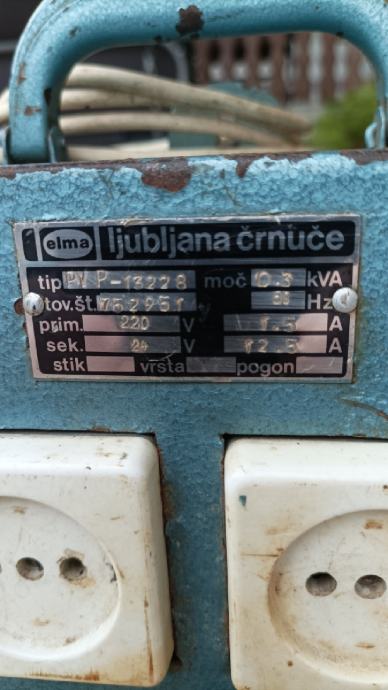 elma ljubljana črnuče
tip PV P-13228 moč 0.3 kVA
tov.št. 752951 Hz
prim. 220 V 1.5 A
sek. 24 V 12.5 A
stik vrsta pogon